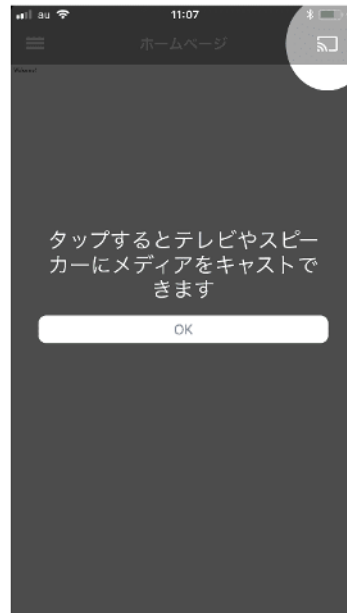 au 11:07
ホームページ
タップするとテレビやスピー
カーにメディアをキャストで
きます
OK